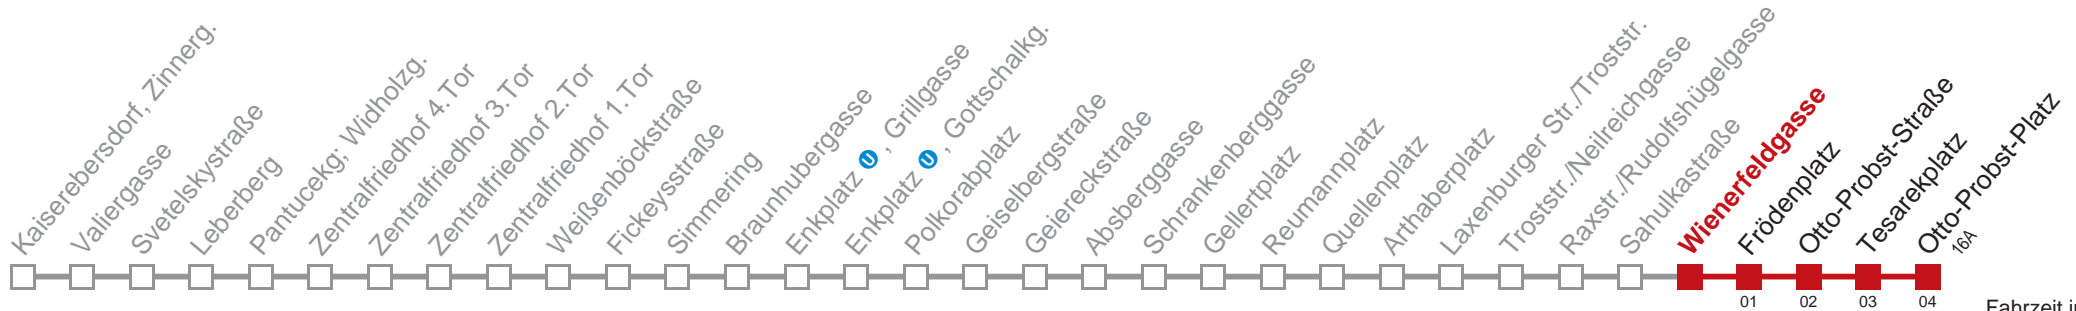 Kaiserebersdorf, Zinnerg.
Valiergasse
Svetelskystraße
Leberberg
Pantucekg; Widholzg.
Zentralfriedhof 4.Tor
Zentralfriedhof 3.Tor
Zentralfriedhof 2.Tor
Zentralfriedhof 1.Tor
Weißenböckstraße
Fickeysstraße
Simmering
Braunhubergasse
Enkplatz U , Grillgasse
Enkplatz U , Gottschalkg.
Polkorabplatz
Geiselbergstraße
Geiereckstraße
Absberggasse
Schrankenberggasse
Gellertplatz
Reumannplatz
Quellenplatz
Arthaberplatz
Laxenburger Str./Troststr.
Troststr./Neilreichgasse
Raxstr./Rudolfshügelgasse
Sahulkastraße
Wienerfeldgasse
Frödenplatz
Otto-Probst-Straße
Tesarekplatz
Otto-Probst-Platz
16A
01 02 03 04
Fahrzeit i